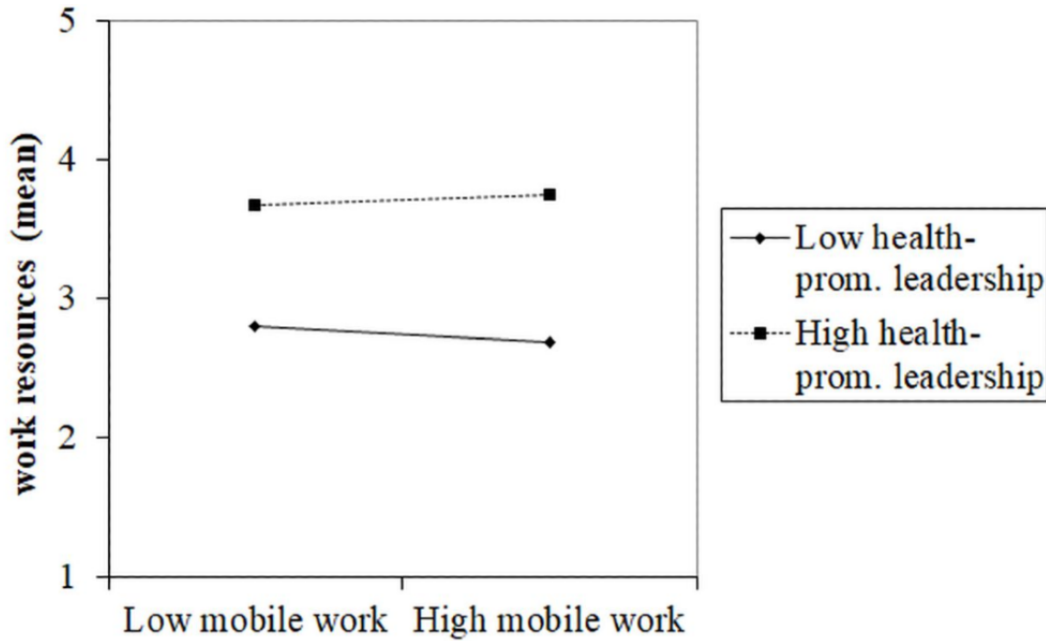 5
4
3
2
1
work resources (mean)
Low mobile work
High mobile work
Low health-
prom. leadership
High health-
prom. leadership